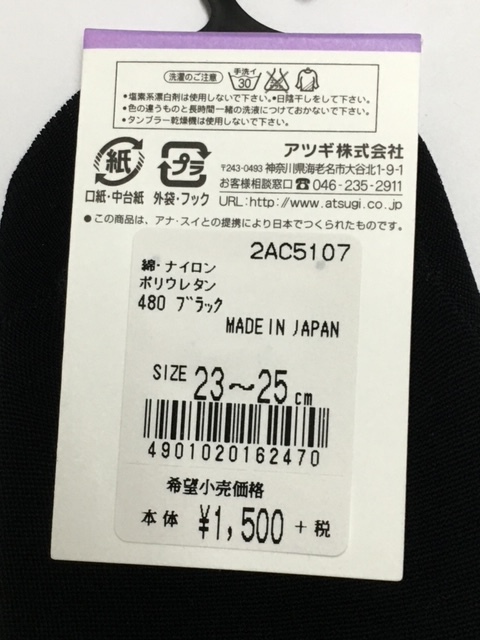 洗濯のご注意 手洗イ 30
•塩素系漂白剤は使用しないで下さい。•日陰干しをして下さい。
•色の違うものと長時間一緒の洗液につけておかないで下さい。
•タンブラー乾燥機は使用しないで下さい。
紙 プラ
口紙・中台紙 外袋・フック
アツギ株式会社
〒243-0493 神奈川県海老名市大谷北1-9-1
お客様相談窓口 ☎ 046-235-2911
URL:http://www.atsugi.co.jp
● この商品は、アナ・スイとの提携により日本でつくられたものです。
2AC5107
綿・ナイロン
ポリウレタン
480 ブラック
MADE IN JAPAN
SIZE 23～25cm
4901020162470
希望小売価格
本体 ¥1,500 +税